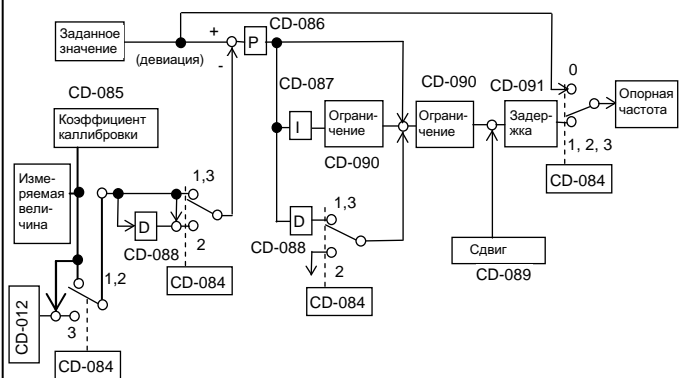 CD-086
Заданное
значение
(девиация)
+
-
P
CD-085
Коэффициент
каллибровки
Изме-
ряемая
вели-
чина
CD-012
3
1,2
CD-084
D
CD-088
1,3
2
CD-084
CD-087
I
Ограни-
чение
CD-090
D
CD-088
1,3
2
CD-084
CD-090
Ограни-
чение
CD-091
Задер-
жка
Сдвиг
CD-089
0
1, 2, 3
CD-084
Опорная
частота